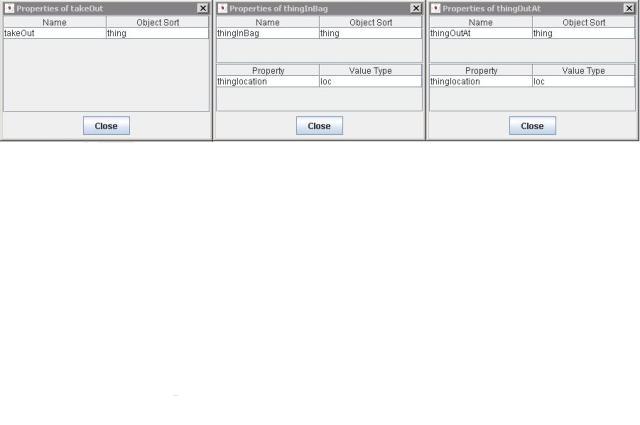 Properties of takeOut
Name Object Sort
takeOut thing
Close
Properties of thingInBag
Name Object Sort
thingInBag thing
Property Value Type
thinglocation loc
Close
Properties of thingOutAt
Name Object Sort
thingOutAt thing
Property Value Type
thinglocation loc
Close